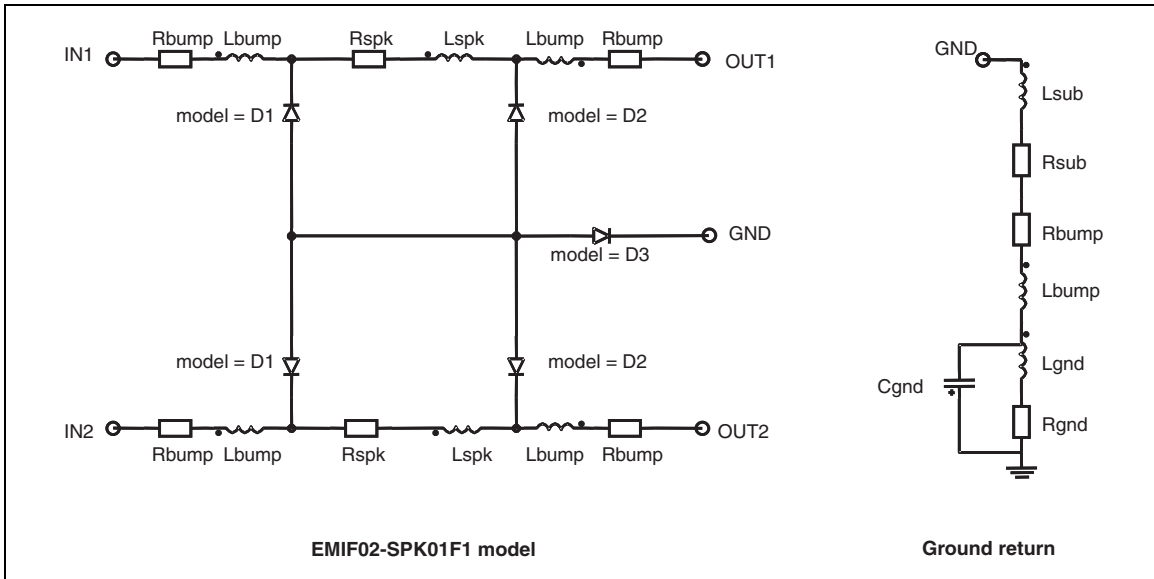 IN1 Rbump Lbump Rspk Lspk Lbump Rbump OUT1
model = D1 model = D2
GND
model = D3
model = D1 model = D2
IN2 OUT2
Rbump Lbump Rspk Lspk Lbump Rbump
EMIF02-SPK01F1 model
GND
Lsub
Rsub
Rbump
Lbump
Lgnd
Cgnd
Rgnd
Ground return